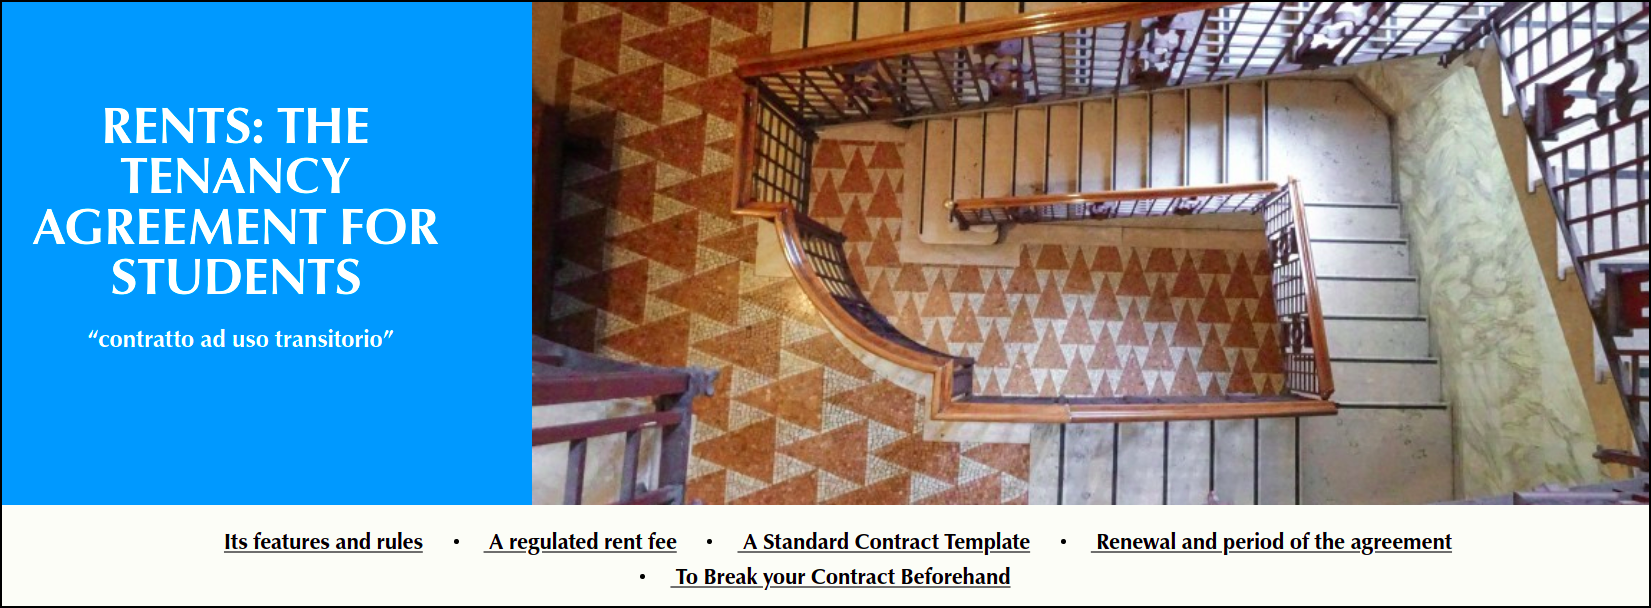 RENTS: THE
TENANCY
AGREEMENT FOR
STUDENTS
“contratto ad uso transitorio”
Its features and rules • A regulated rent fee • A Standard Contract Template • Renewal and period of the agreement
• To Break your Contract Beforehand